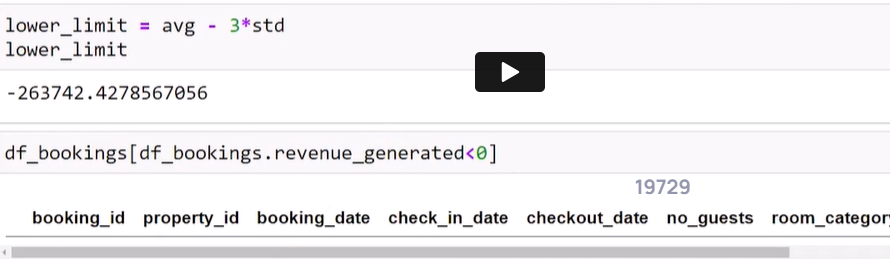 lower_limit = avg - 3*std
lower_limit
-263742.4278567056
df_bookings[df_bookings.revenue_generated<0]
19729
booking_id property_id booking_date check_in_date checkout_date no_guests room_category